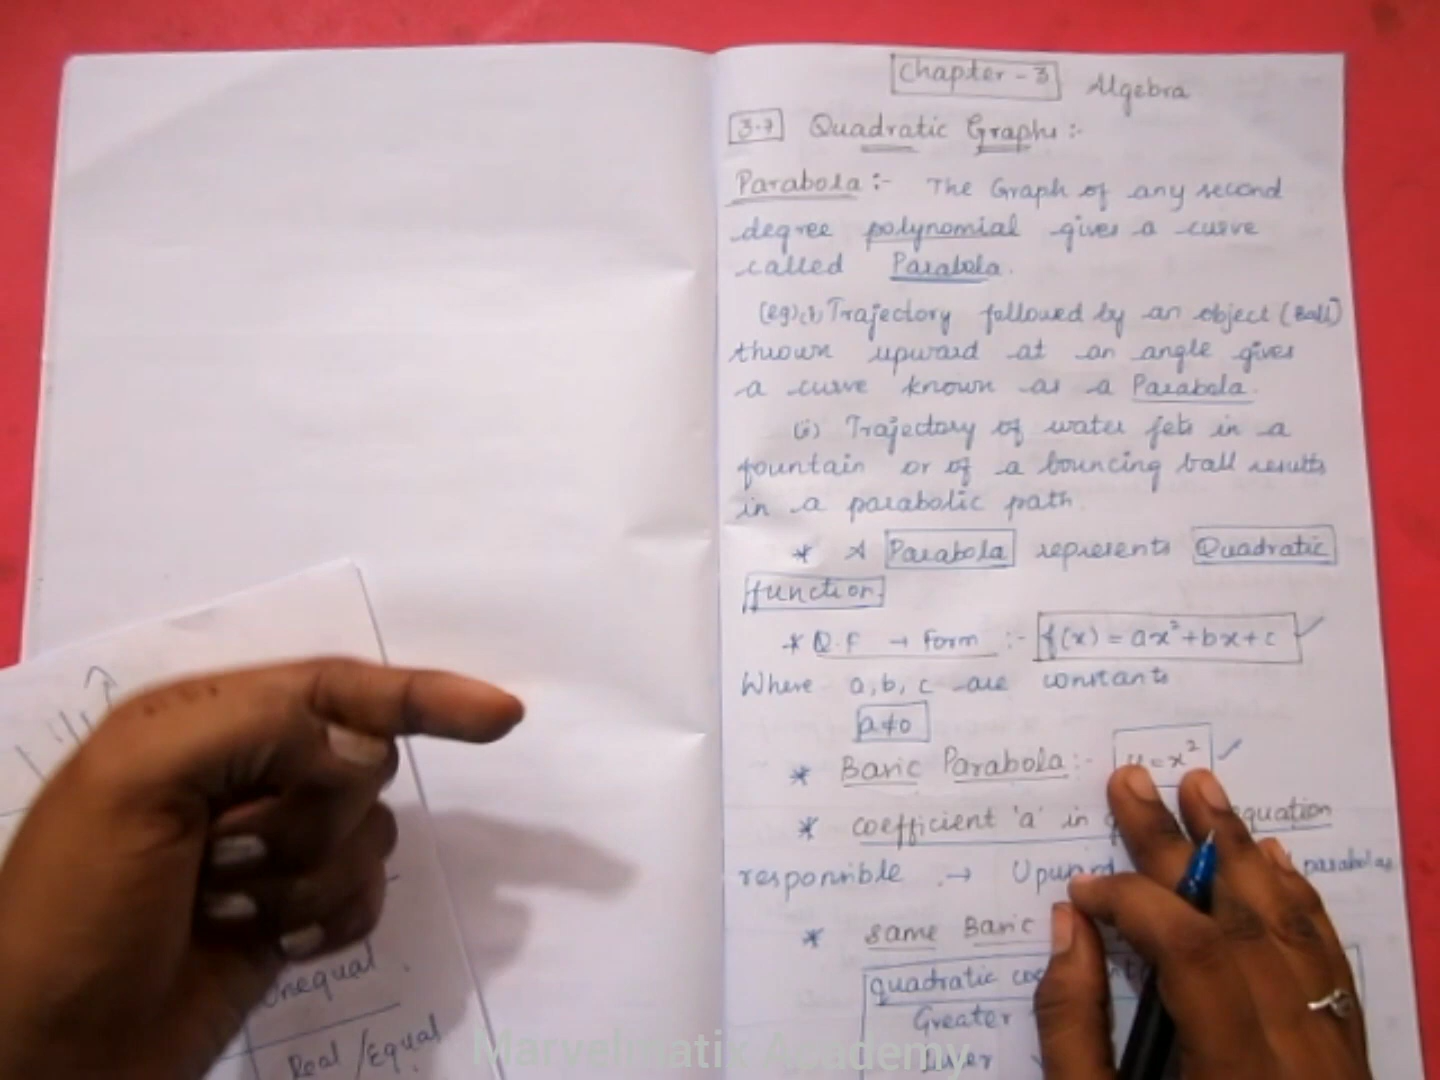 Chapter - 3 Algebra
3.7 Quadratic Graphs :-
Parabola :- The Graph of any second
degree polynomial gives a curve
called Parabola.
(eg)(i) Trajectory followed by an object (Ball)
thrown upward at an angle gives
a curve known as a Parabola.
(ii) Trajectory of water jets in a
fountain or of a bouncing ball results
in a parabolic path.
* A Parabola represents Quadratic
function.
* Q.F → Form :- f(x) = ax²+bx+c ✓
Where a, b, c are constants
a≠0
* Basic Parabola :- y = x² ✓
* coefficient 'a' in equation
responsible → Upward parabolas
* same Basic
quadratic
Greater
Unequal
Real / Equal
Marvelmatix Academy